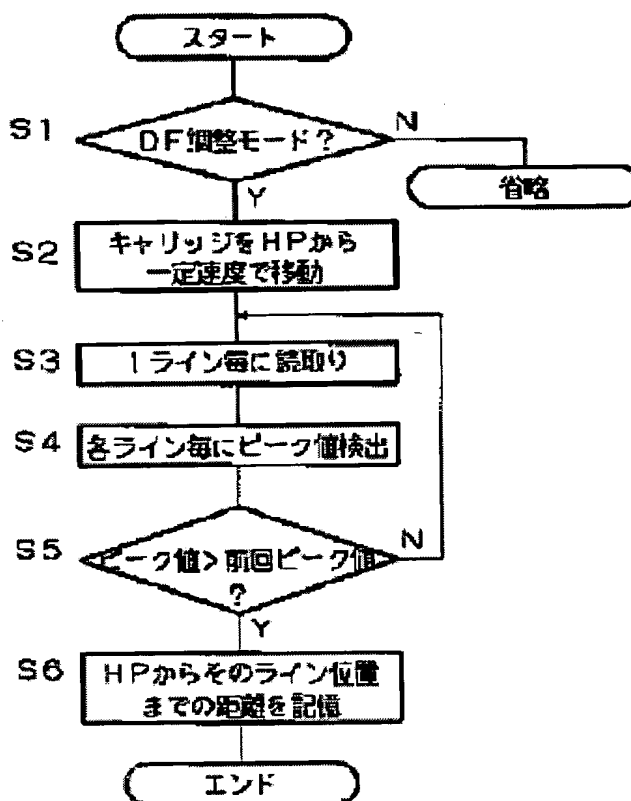 スタート
S1
DF調整モード?
N
省略
Y
S2
キャリッジをHPから
一定速度で移動
S3
1ライン毎に読取り
S4
各ライン毎にピーク値検出
S5
ピーク値>前回ピーク値
?
N
Y
S6
HPからそのライン位置
までの距離を記憶
エンド